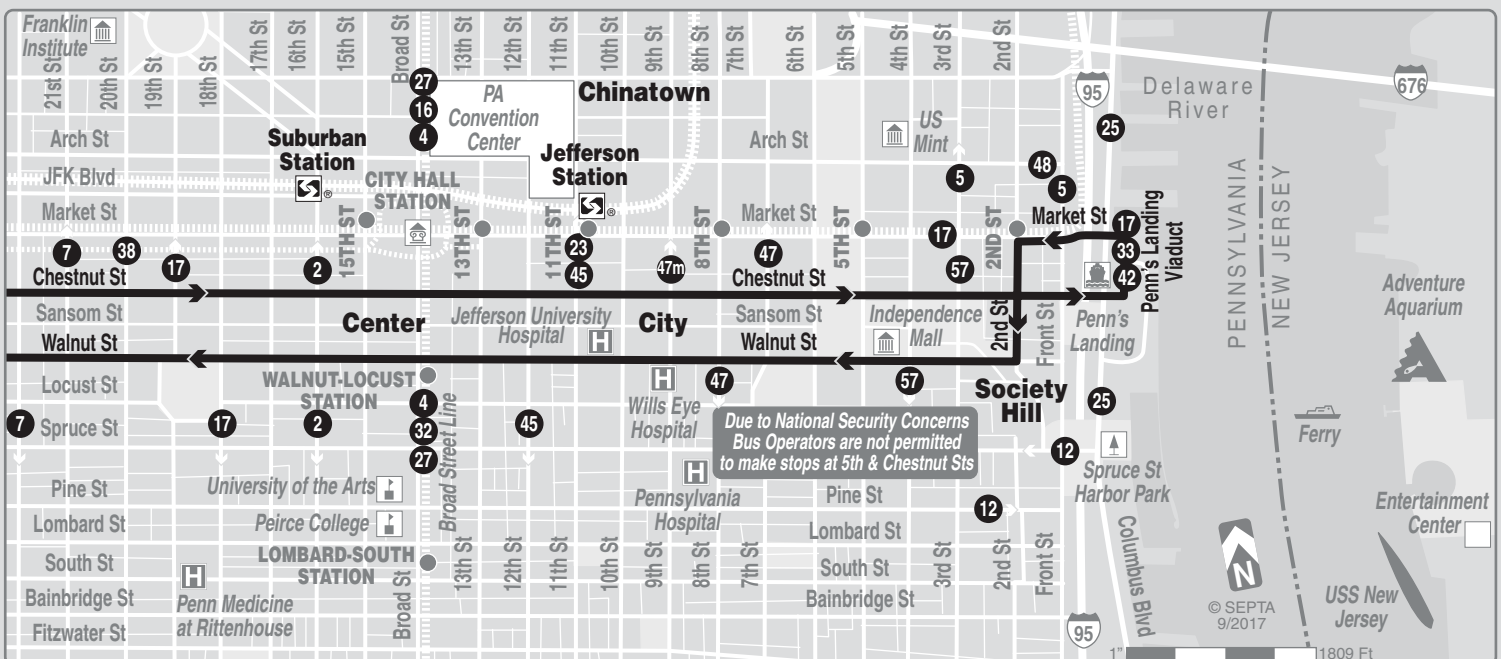 Franklin
Institute
21st St
20th St
19th St
18th St
17th St
16th St
15th St
Broad St
13th St
12th St
11th St
10th St
9th St
8th St
7th St
6th St
5th St
4th St
3rd St
2nd St
27
16
4
PA
Convention
Center
Chinatown
95
Delaware
River
676
25
Arch St
Suburban
Station
Arch St
US
Mint
Jefferson
Station
JFK Blvd
®
CITY HALL
STATION
®
48
5
5
PENNSYLVANIA
NEW JERSEY
Market St
15TH ST
13TH ST
11TH ST
8TH ST
Market St
5TH ST
2ND ST
Market St
17
Penn's Landing
Viaduct
7
38
17
2
23
45
47m
47
17
57
33
42
Chestnut St
Chestnut St
Sansom St
Center
Jefferson University
Hospital
H
City
Sansom St
Independence
Mall
2nd St
Front St
Penn's
Landing
Adventure
Aquarium
Walnut St
Walnut St
Locust St
WALNUT-LOCUST
STATION
H
Wills Eye
Hospital
47
57
Society
Hill
25
7
Spruce St
17
2
4
32
27
45
Broad Street Line
Due to National Security Concerns
Bus Operators are not permitted
to make stops at 5th & Chestnut Sts
12
Spruce St
Harbor Park
Ferry
Pine St
University of the Arts
H
Pennsylvania
Hospital
Pine St
12
Entertainment
Center
Lombard St
Peirce College
Lombard St
South St
LOMBARD-SOUTH
STATION
South St
H
Penn Medicine
at Rittenhouse
Bainbridge St
Bainbridge St
Fitzwater St
Broad St
13th St
12th St
11th St
10th St
9th St
8th St
7th St
3rd St
2nd St
Front St
95
Columbus Blvd
N
© SEPTA
9/2017
USS New
Jersey
1"
1809 Ft